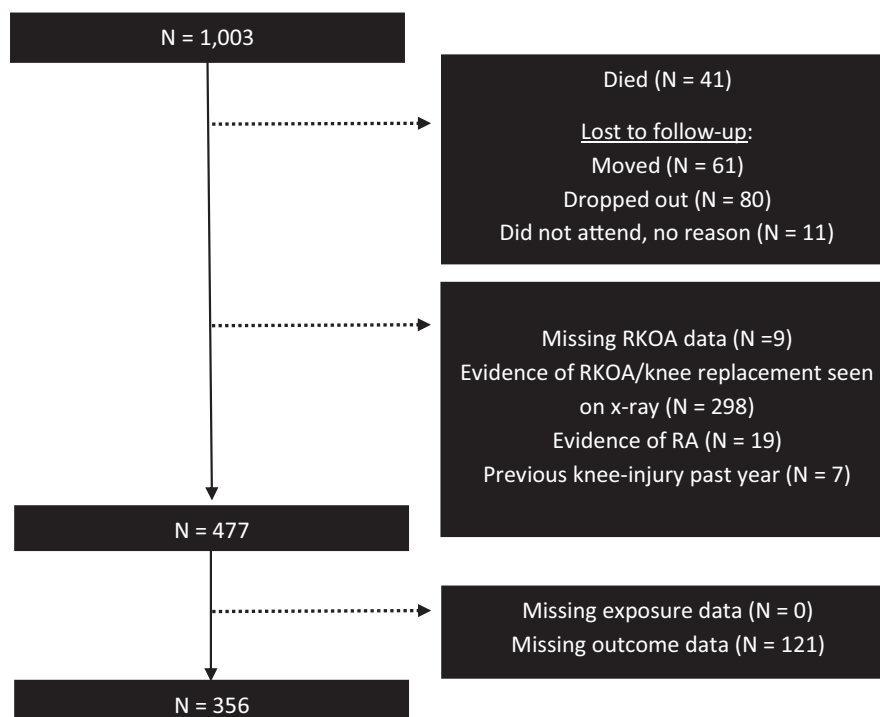 N = 1,003
Died (N = 41)
Lost to follow-up:
Moved (N = 61)
Dropped out (N = 80)
Did not attend, no reason (N = 11)
Missing RKOA data (N =9)
Evidence of RKOA/knee replacement seen
on x-ray (N = 298)
Evidence of RA (N = 19)
Previous knee-injury past year (N = 7)
N = 477
Missing exposure data (N = 0)
Missing outcome data (N = 121)
N = 356